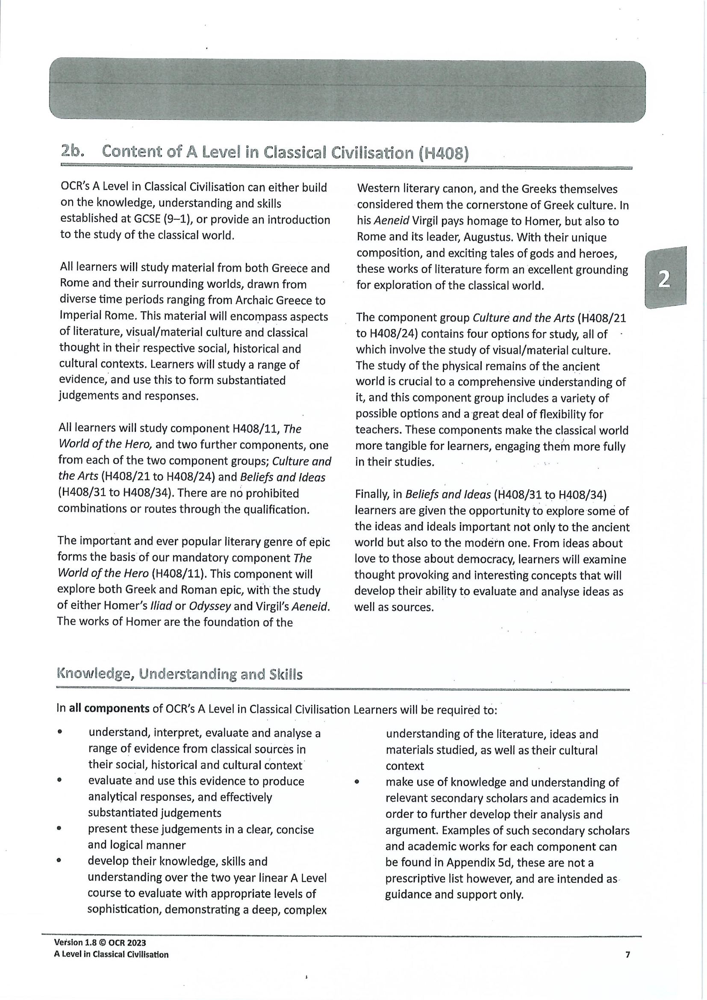 2b. Content of A Level in Classical Civilisation (H408)
OCR's A Level in Classical Civilisation can either build
on the knowledge, understanding and skills
established at GCSE (9–1), or provide an introduction
to the study of the classical world.
All learners will study material from both Greece and
Rome and their surrounding worlds, drawn from
diverse time periods ranging from Archaic Greece to
Imperial Rome. This material will encompass aspects
of literature, visual/material culture and classical
thought in their respective social, historical and
cultural contexts. Learners will study a range of
evidence, and use this to form substantiated
judgements and responses.
All learners will study component H408/11, The
World of the Hero, and two further components, one
from each of the two component groups; Culture and
the Arts (H408/21 to H408/24) and Beliefs and Ideas
(H408/31 to H408/34). There are no prohibited
combinations or routes through the qualification.
The important and ever popular literary genre of epic
forms the basis of our mandatory component The
World of the Hero (H408/11). This component will
explore both Greek and Roman epic, with the study
of either Homer's Iliad or Odyssey and Virgil's Aeneid.
The works of Homer are the foundation of the
Western literary canon, and the Greeks themselves
considered them the cornerstone of Greek culture. In
his Aeneid Virgil pays homage to Homer, but also to
Rome and its leader, Augustus. With their unique
composition, and exciting tales of gods and heroes,
these works of literature form an excellent grounding
for exploration of the classical world.
The component group Culture and the Arts (H408/21
to H408/24) contains four options for study, all of
which involve the study of visual/material culture.
The study of the physical remains of the ancient
world is crucial to a comprehensive understanding of
it, and this component group includes a variety of
possible options and a great deal of flexibility for
teachers. These components make the classical world
more tangible for learners, engaging them more fully
in their studies.
Finally, in Beliefs and Ideas (H408/31 to H408/34)
learners are given the opportunity to explore some of
the ideas and ideals important not only to the ancient
world but also to the modern one. From ideas about
love to those about democracy, learners will examine
thought provoking and interesting concepts that will
develop their ability to evaluate and analyse ideas as
well as sources.
2
Knowledge, Understanding and Skills
In all components of OCR's A Level in Classical Civilisation Learners will be required to:
• understand, interpret, evaluate and analyse a
range of evidence from classical sources in
their social, historical and cultural context
• evaluate and use this evidence to produce
analytical responses, and effectively
substantiated judgements
• present these judgements in a clear, concise
and logical manner
• develop their knowledge, skills and
understanding over the two year linear A Level
course to evaluate with appropriate levels of
sophistication, demonstrating a deep, complex
understanding of the literature, ideas and
materials studied, as well as their cultural
context
• make use of knowledge and understanding of
relevant secondary scholars and academics in
order to further develop their analysis and
argument. Examples of such secondary scholars
and academic works for each component can
be found in Appendix 5d, these are not a
prescriptive list however, and are intended as
guidance and support only.
Version 1.8 © OCR 2023
A Level in Classical Civilisation
7